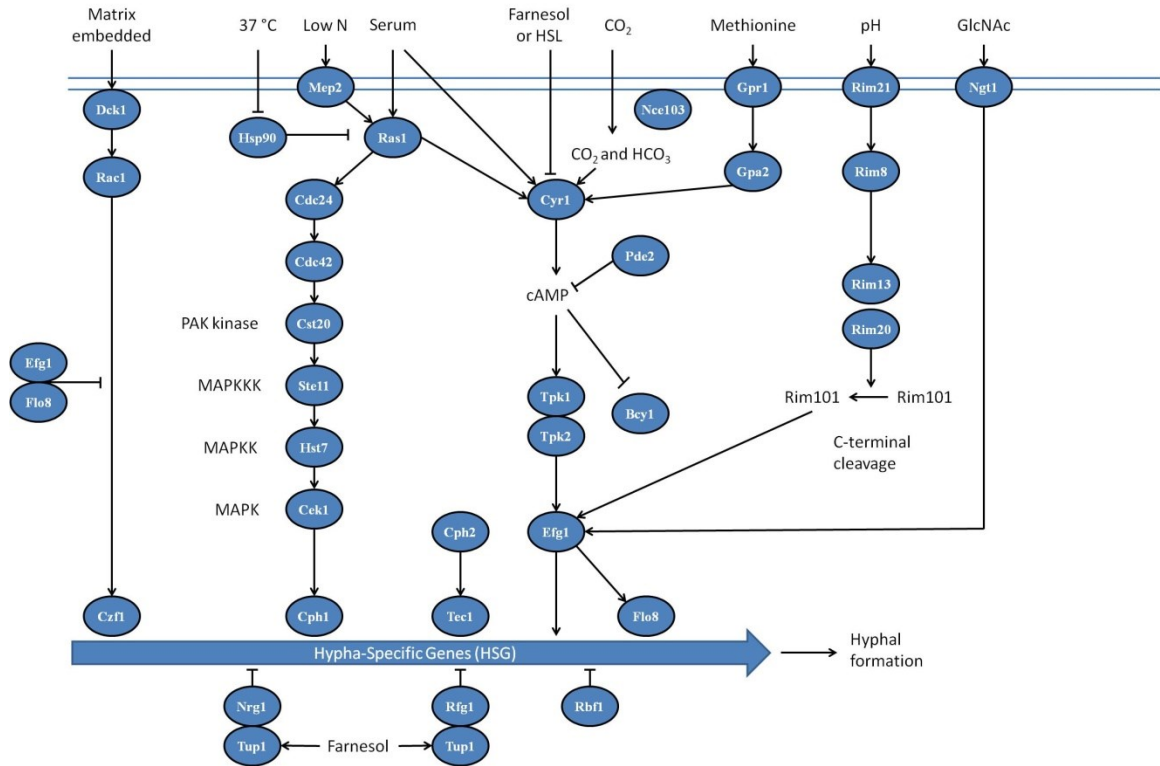 Matrix
embedded
37 °C
Low N
Serum
Farnesol
or HSL
CO2
Methionine
pH
GlcNAc
Mep2
Gpr1
Rim21
Ngt1
Dck1
Nce103
Hsp90
Ras1
CO2 and HCO3
Rac1
Gpa2
Rim8
Cdc24
Cyr1
Cdc42
Pde2
Rim13
cAMP
PAK kinase
Cst20
Rim20
Efg1
Flo8
MAPKKK
Ste11
Tpk1
Tpk2
Bcy1
Rim101
Rim101
MAPKK
Hst7
C-terminal
cleavage
MAPK
Cek1
Cph2
Efg1
Czf1
Cph1
Tec1
Flo8
Hypha-Specific Genes (HSG)
Hyphal
formation
Nrg1
Rfg1
Rbf1
Tup1
Farnesol
Tup1